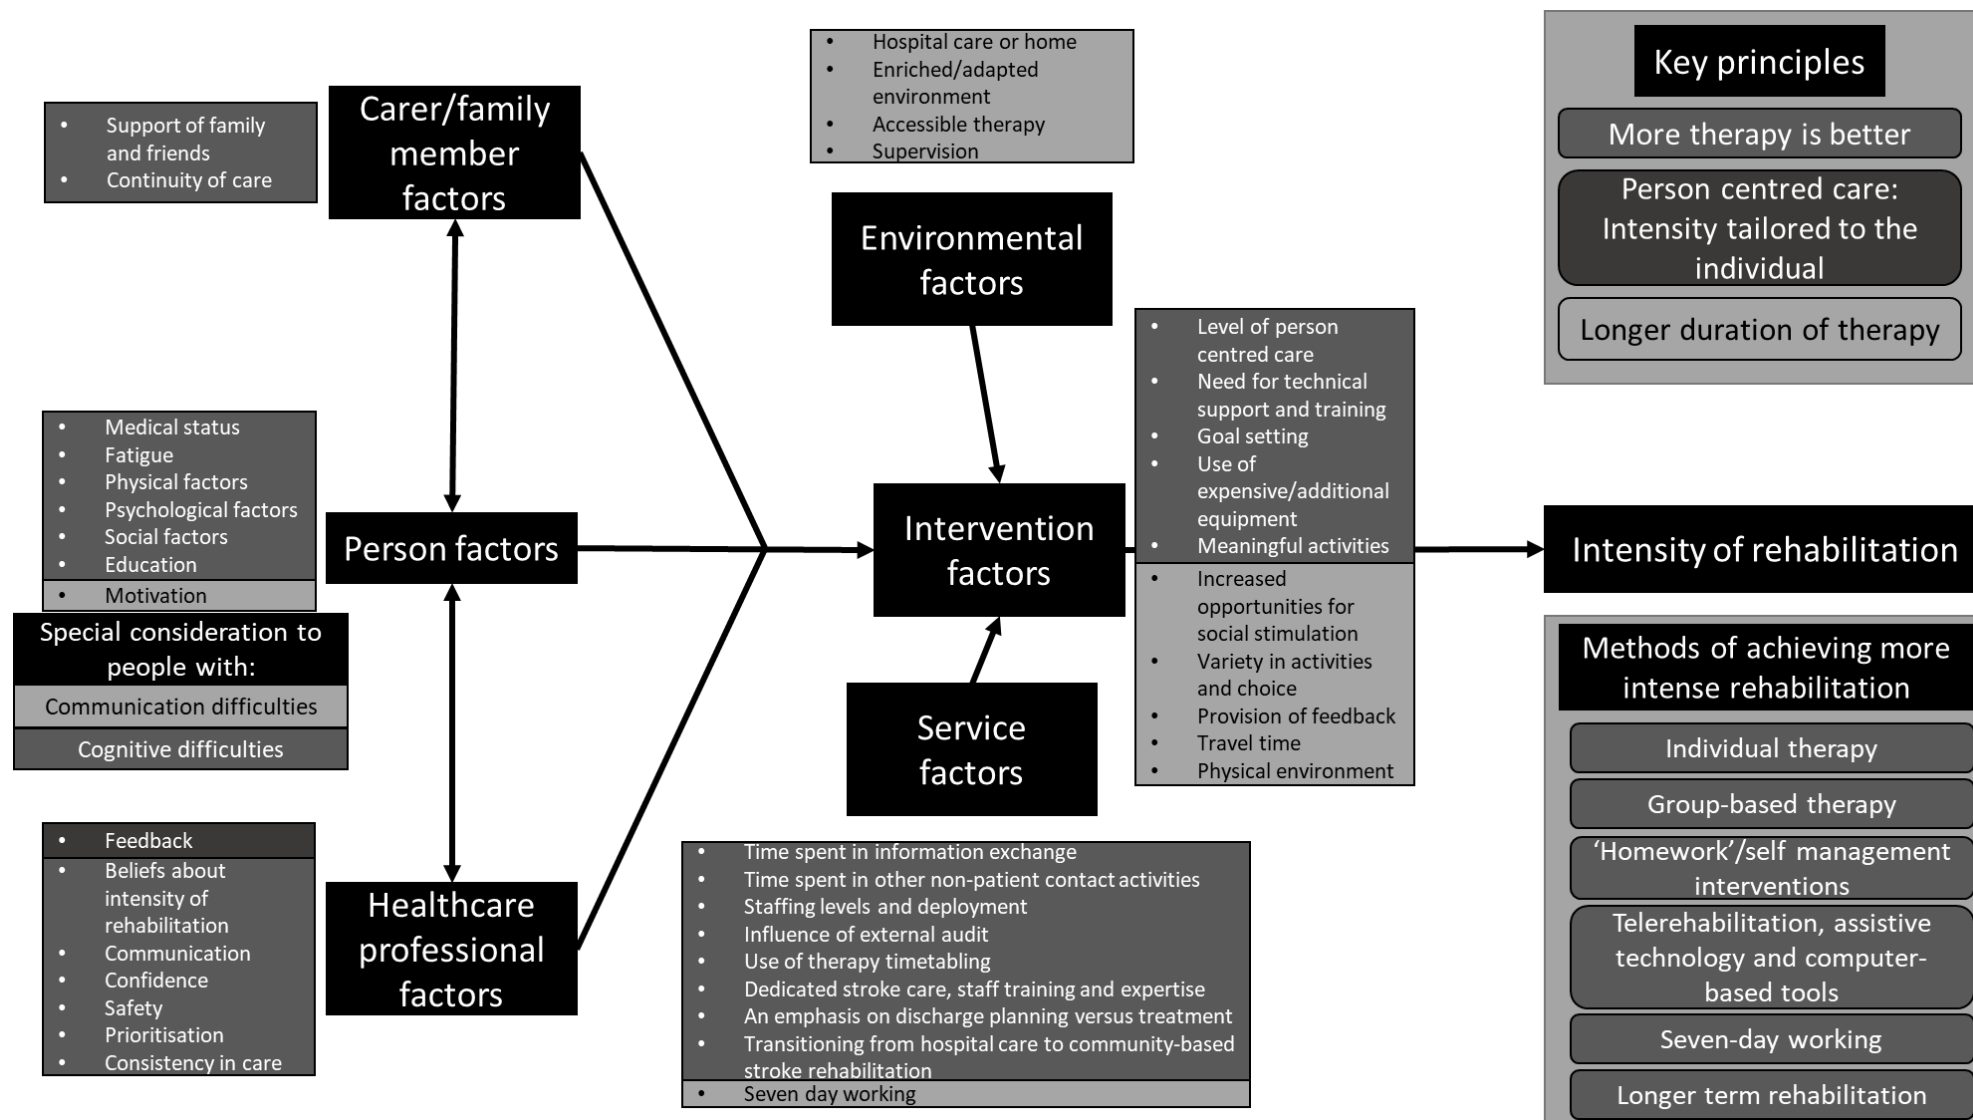 • Support of family
and friends
• Continuity of care
Carer/family
member
factors
• Hospital care or home
• Enriched/adapted
environment
• Accessible therapy
• Supervision
Environmental
factors
• Medical status
• Fatigue
• Physical factors
• Psychological factors
• Social factors
• Education
• Motivation
Person factors
Special consideration to
people with:
Communication difficulties
Cognitive difficulties
• Feedback
• Beliefs about
intensity of
rehabilitation
• Communication
• Confidence
• Safety
• Prioritisation
• Consistency in care
Healthcare
professional
factors
Intervention
factors
Service
factors
• Time spent in information exchange
• Time spent in other non-patient contact activities
• Staffing levels and deployment
• Influence of external audit
• Use of therapy timetabling
• Dedicated stroke care, staff training and expertise
• An emphasis on discharge planning versus treatment
• Transitioning from hospital care to community-based
stroke rehabilitation
• Seven day working
• Level of person
centred care
• Need for technical
support and training
• Goal setting
• Use of
expensive/additional
equipment
• Meaningful activities
• Increased
opportunities for
social stimulation
• Variety in activities
and choice
• Provision of feedback
• Travel time
• Physical environment
Key principles
More therapy is better
Person centred care:
Intensity tailored to the
individual
Longer duration of therapy
Intensity of rehabilitation
Methods of achieving more
intense rehabilitation
Individual therapy
Group-based therapy
‘Homework’/self management
interventions
Telerehabilitation, assistive
technology and computer-
based tools
Seven-day working
Longer term rehabilitation